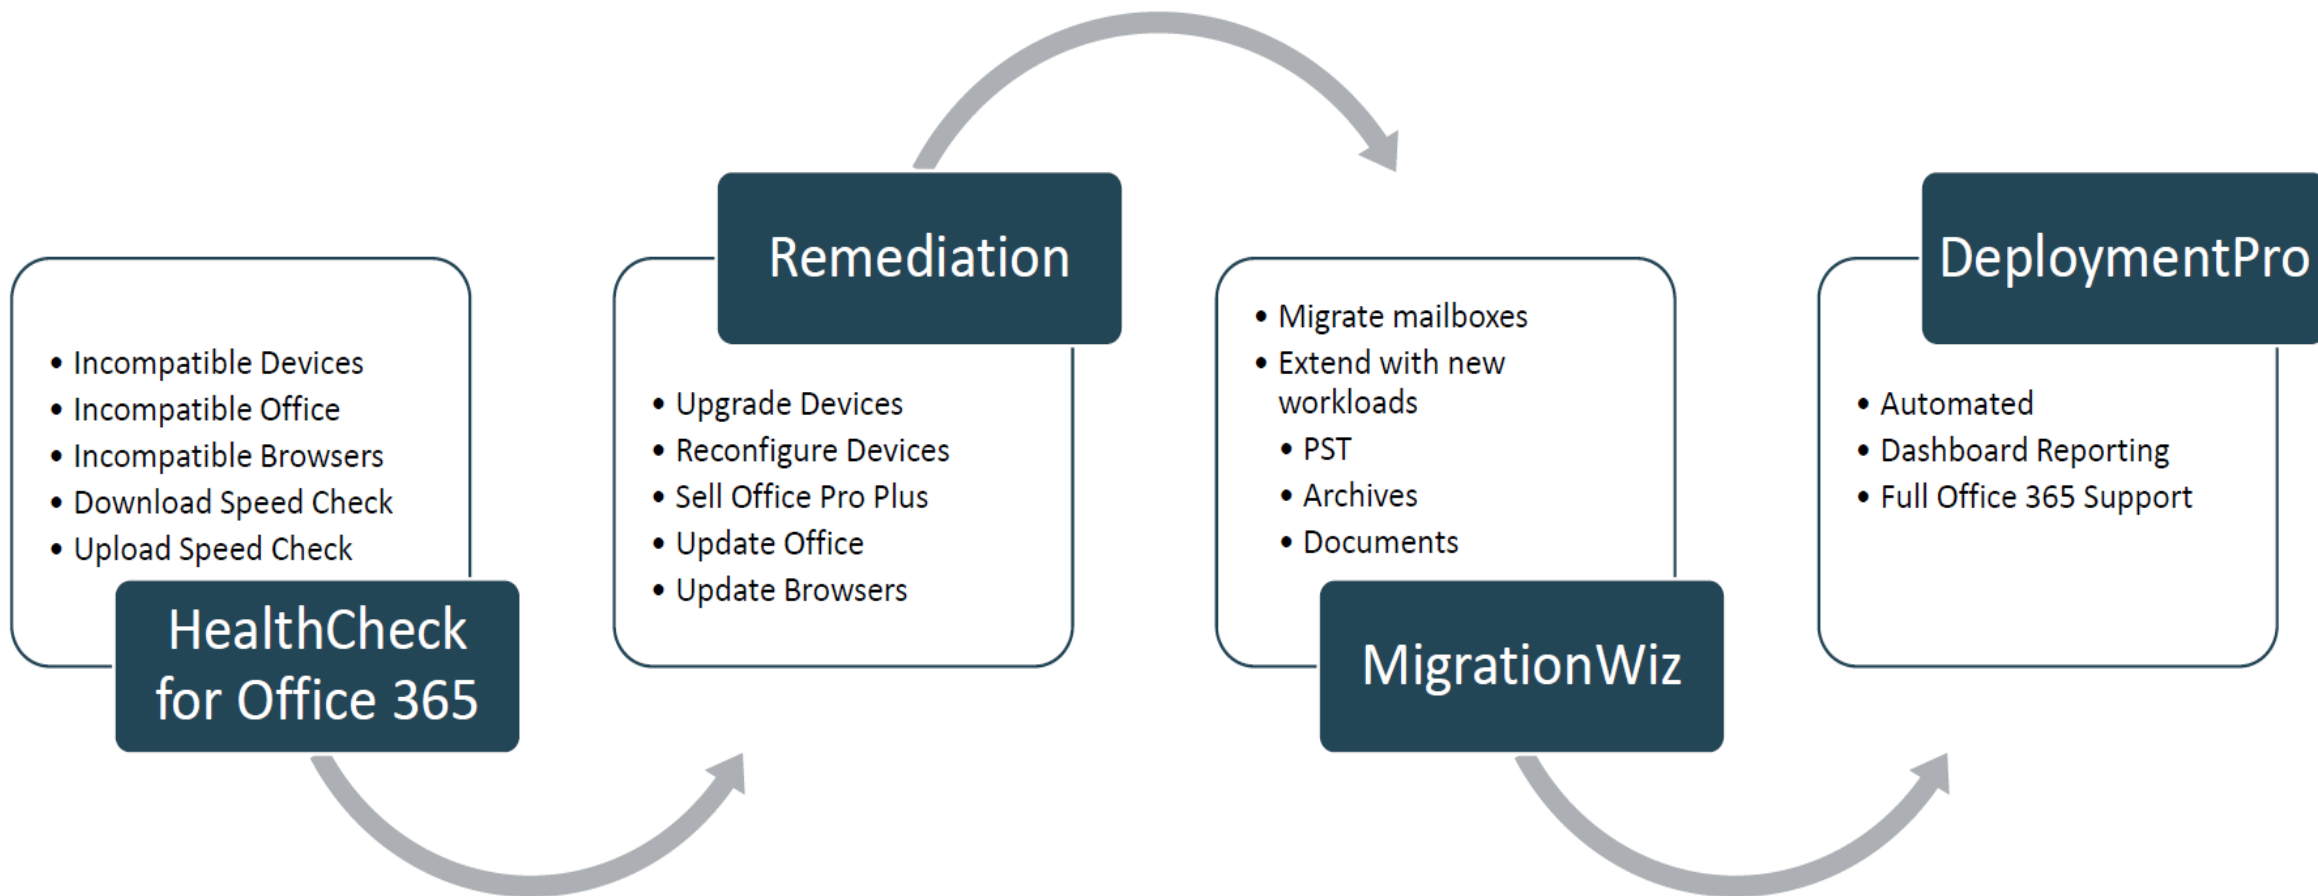 • Incompatible Devices
• Incompatible Office
• Incompatible Browsers
• Download Speed Check
• Upload Speed Check
HealthCheck
for Office 365
Remediation
• Upgrade Devices
• Reconfigure Devices
• Sell Office Pro Plus
• Update Office
• Update Browsers
• Migrate mailboxes
• Extend with new
workloads
• PST
• Archives
• Documents
MigrationWiz
DeploymentPro
• Automated
• Dashboard Reporting
• Full Office 365 Support